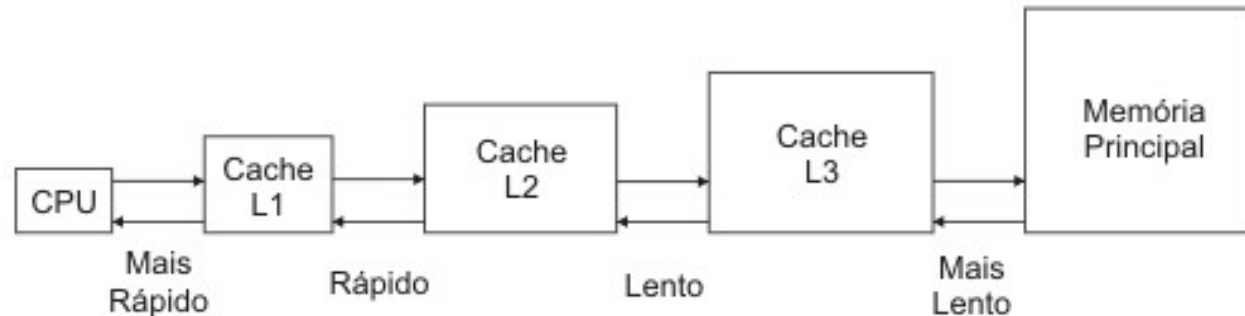 CPU
Cache
L1
Cache
L2
Cache
L3
Memória
Principal
Mais
Rápido
Rápido
Lento
Mais
Lento